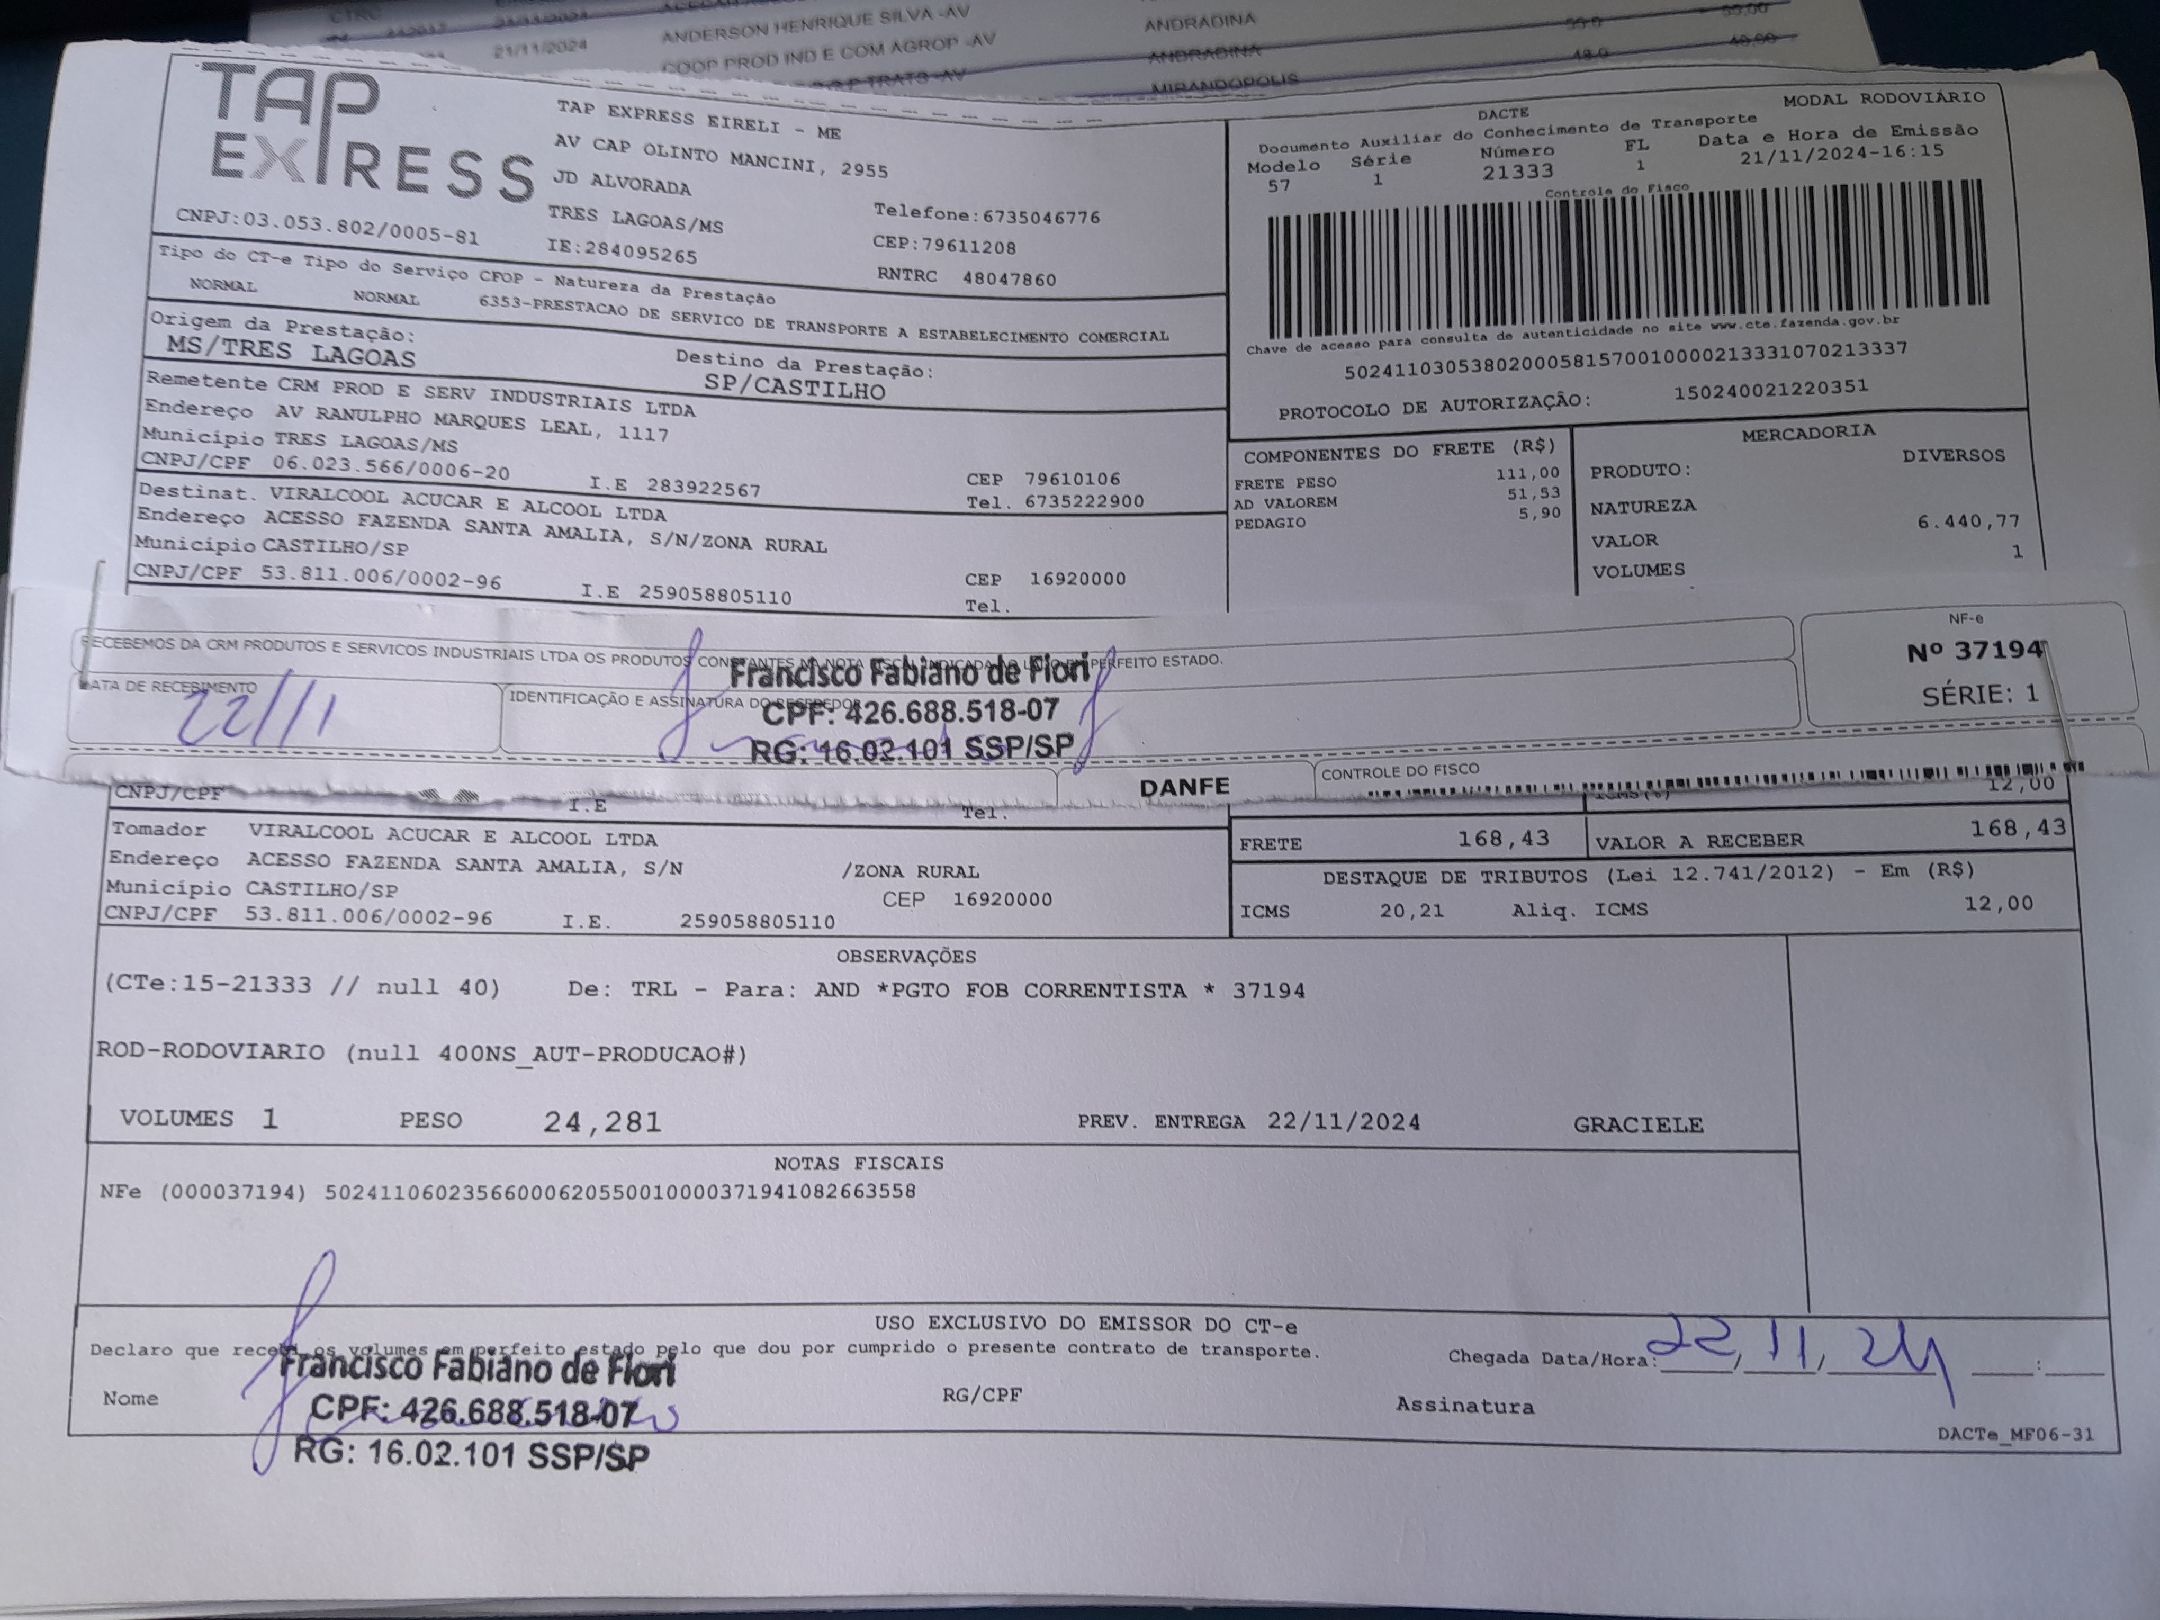 CTRC
21/11/2024 ANDERSON HENRIQUE SILVA -AV ANDRADINA
COOP PROD IND E COM AGROP -AV ANDRADINA 48.0 48,00
P TRATO -AV MIRANDOPOLIS
TAP EXPRESS
TAP EXPRESS EIRELI - ME
AV CAP OLINTO MANCINI, 2955
JD ALVORADA
TRES LAGOAS/MS Telefone:6735046776
CNPJ:03.053.802/0005-81 IE:284095265 CEP:79611208
RNTRC 48047860
Tipo do CT-e Tipo do Serviço CFOP - Natureza da Prestação
NORMAL NORMAL 6353-PRESTACAO DE SERVICO DE TRANSPORTE A ESTABELECIMENTO COMERCIAL
Origem da Prestação: Destino da Prestação:
MS/TRES LAGOAS SP/CASTILHO
Remetente CRM PROD E SERV INDUSTRIAIS LTDA
Endereço AV RANULPHO MARQUES LEAL, 1117
Município TRES LAGOAS/MS CEP 79610106
CNPJ/CPF 06.023.566/0006-20 I.E 283922567 Tel. 6735222900
Destinat. VIRALCOOL ACUCAR E ALCOOL LTDA
Endereço ACESSO FAZENDA SANTA AMALIA, S/N/ZONA RURAL
Município CASTILHO/SP CEP 16920000
CNPJ/CPF 53.811.006/0002-96 I.E 259058805110 Tel.
DACTE MODAL RODOVIÁRIO
Documento Auxiliar do Conhecimento de Transporte
Modelo Série Número FL Data e Hora de Emissão
57 1 21333 1 21/11/2024-16:15
Controle do Fisco
Chave de acesso para consulta de autenticidade no site www.cte.fazenda.gov.br
50241103053802000581570010000213331070213337
PROTOCOLO DE AUTORIZAÇÃO: 150240021220351
COMPONENTES DO FRETE (R$)
FRETE PESO 111,00
AD VALOREM 51,53
PEDAGIO 5,90
MERCADORIA
PRODUTO: DIVERSOS
NATUREZA
VALOR 6.440,77
VOLUMES 1
RECEBEMOS DA CRM PRODUTOS E SERVICOS INDUSTRIAIS LTDA OS PRODUTOS CONSTANTES NA NOTA FISCAL INDICADA AO LADO EM PERFEITO ESTADO.
DATA DE RECEBIMENTO IDENTIFICAÇÃO E ASSINATURA DO RECEBEDOR
22/11
Francisco Fabiano de Fiori
CPF: 426.688.518-07
RG: 16.02.101 SSP/SP
NF-e
Nº 37194
SÉRIE: 1
DANFE CONTROLE DO FISCO
CNPJ/CPF I.E Tel. 12,00
Tomador VIRALCOOL ACUCAR E ALCOOL LTDA
Endereço ACESSO FAZENDA SANTA AMALIA, S/N /ZONA RURAL
Município CASTILHO/SP CEP 16920000
CNPJ/CPF 53.811.006/0002-96 I.E. 259058805110
FRETE 168,43 VALOR A RECEBER 168,43
DESTAQUE DE TRIBUTOS (Lei 12.741/2012) - Em (R$)
ICMS 20,21 Aliq. ICMS 12,00
OBSERVAÇÕES
(CTe:15-21333 // null 40) De: TRL - Para: AND *PGTO FOB CORRENTISTA * 37194
ROD-RODOVIARIO (null 400NS_AUT-PRODUCAO#)
VOLUMES 1 PESO 24,281 PREV. ENTREGA 22/11/2024 GRACIELE
NOTAS FISCAIS
NFe (000037194) 50241106023566000620550010000371941082663558
USO EXCLUSIVO DO EMISSOR DO CT-e
Declaro que recebi os volumes em perfeito estado pelo que dou por cumprido o presente contrato de transporte.
Chegada Data/Hora: 22/11/24 :
Nome RG/CPF Assinatura
Francisco Fabiano de Fiori
CPF: 426.688.518-07
RG: 16.02.101 SSP/SP
DACTe_MF06-31